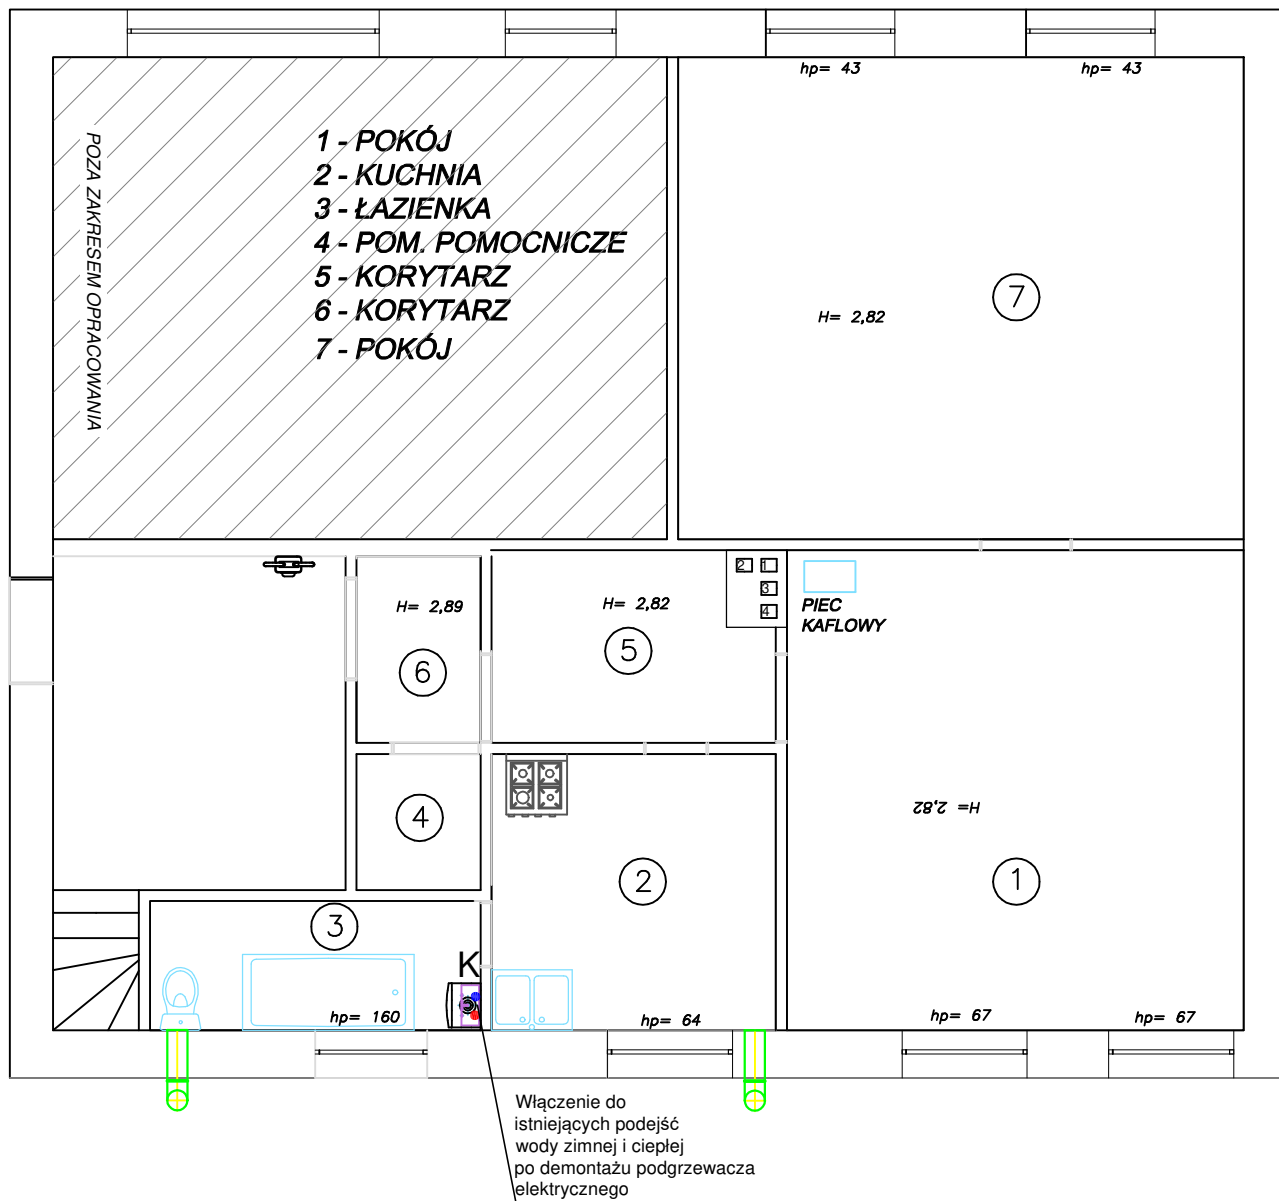 hp= 43
hp= 43
POZA ZAKRESEM OPRACOWANIA
1 - POKÓJ
2 - KUCHNIA
3 - ŁAZIENKA
4 - POM. POMOCNICZE
5 - KORYTARZ
6 - KORYTARZ
7 - POKÓJ
7
H= 2,82
2
1
3
4
PIEC
KAFLOWY
H= 2,89
H= 2,82
6
5
4
2
H= 2,82
1
3
K
hp= 160
hp= 64
hp= 67
hp= 67
Włączenie do
istniejących podejść
wody zimnej i ciepłej
po demontażu podgrzewacza
elektrycznego